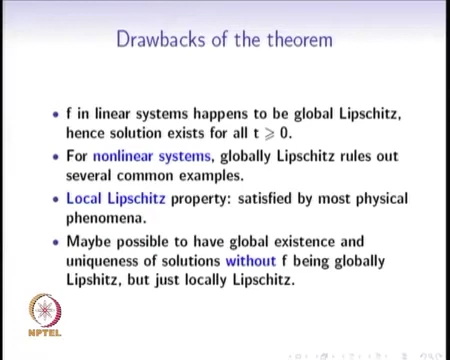 Drawbacks of the theorem
• f in linear systems happens to be global Lipschitz,
hence solution exists for all t ⩾ 0.
• For nonlinear systems, globally Lipschitz rules out
several common examples.
• Local Lipschitz property: satisfied by most physical
phenomena.
• Maybe possible to have global existence and
uniqueness of solutions without f being globally
Lipshitz, but just locally Lipschitz.
NPTEL